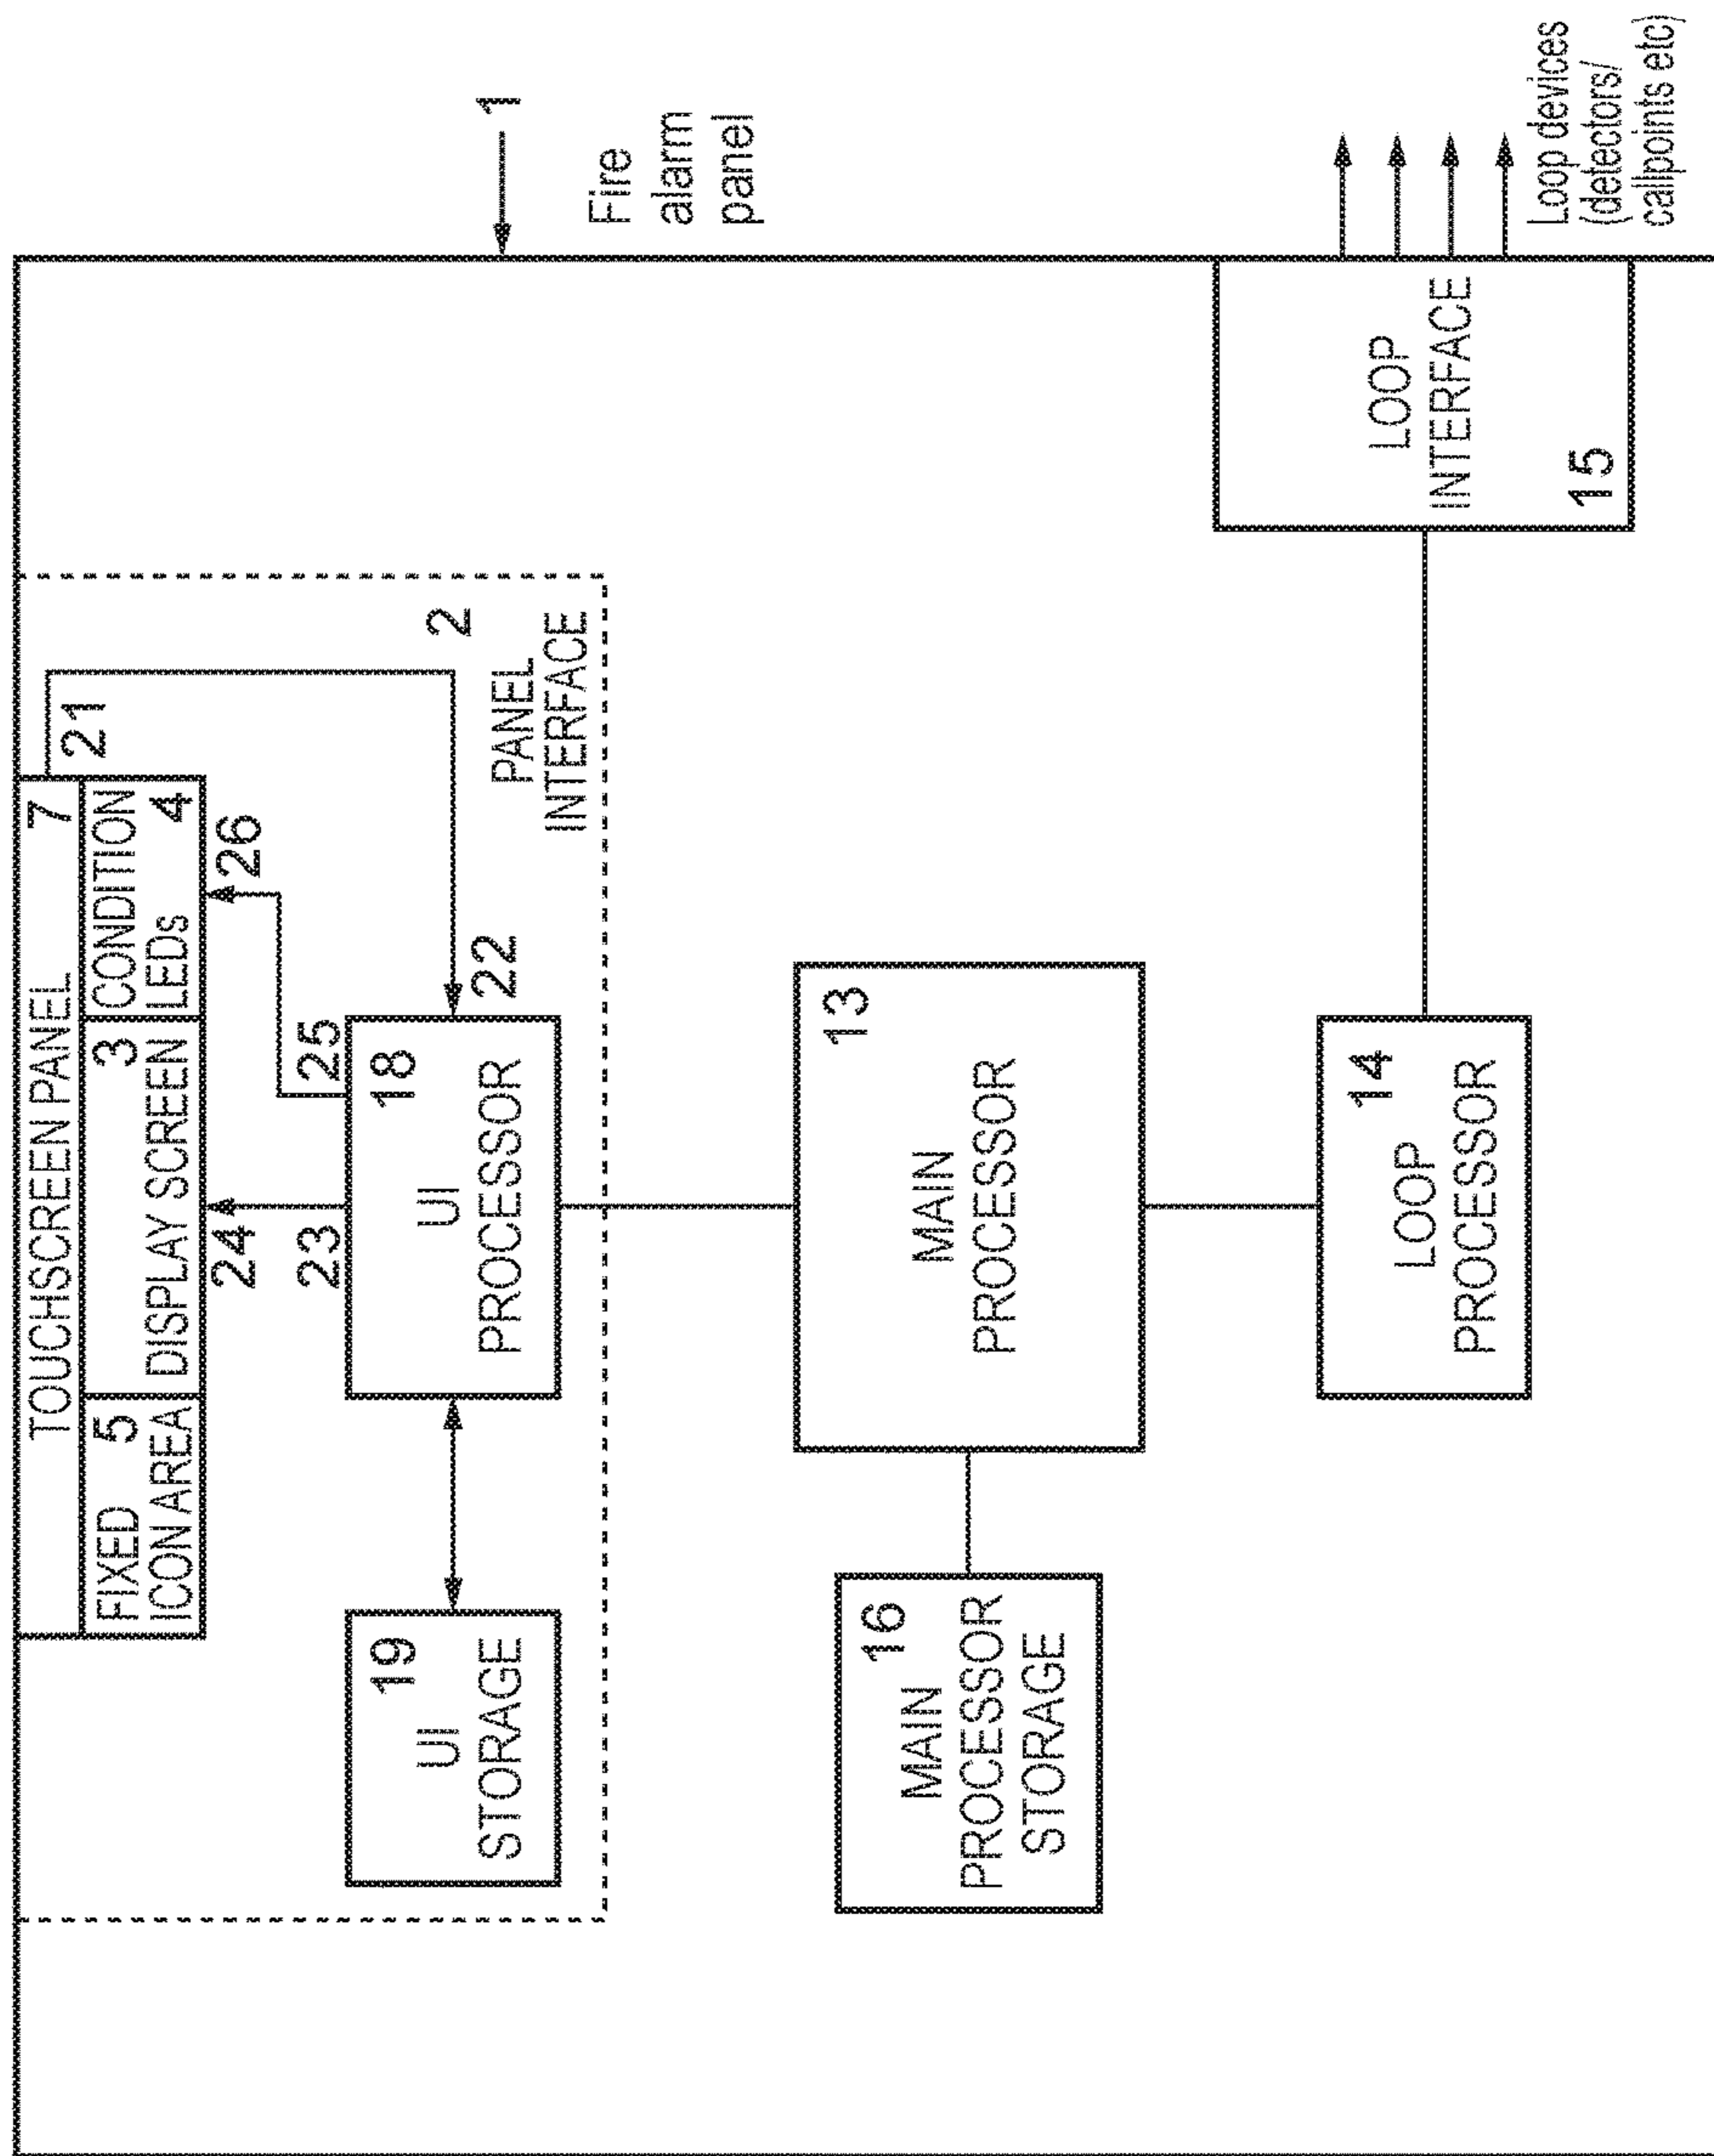 TOUCHSCREEN PANEL 7
FIXED 5
ICON AREA
3
DISPLAY SCREEN
CONDITION
LEDs 4
21
24
26
23
25
19
UI
STORAGE
18
UI
PROCESSOR
22
2
PANEL
INTERFACE
1
Fire
alarm
panel
16
MAIN
PROCESSOR
STORAGE
13
MAIN
PROCESSOR
14
LOOP
PROCESSOR
LOOP
INTERFACE
15
Loop devices
(detectors/
callpoints etc)